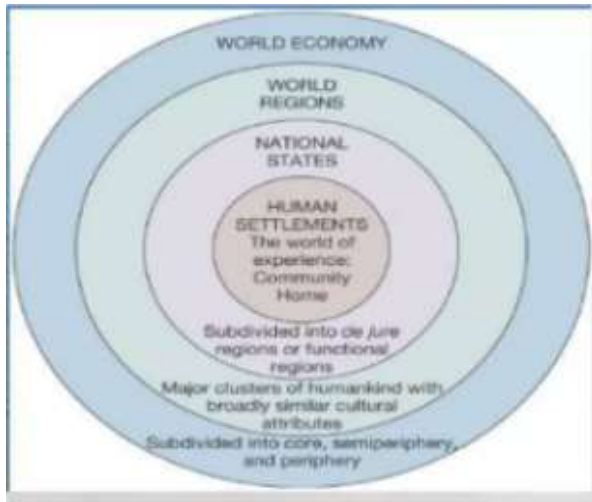 WORLD ECONOMY
WORLD
REGIONS
NATIONAL
STATES
HUMAN
SETTLEMENTS
The world of
experience;
Community
Home
Subdivided into de jure
regions or functional
regions
Major clusters of humankind with
broadly similar cultural
attributes
Subdivided into core, semiperiphery,
and periphery